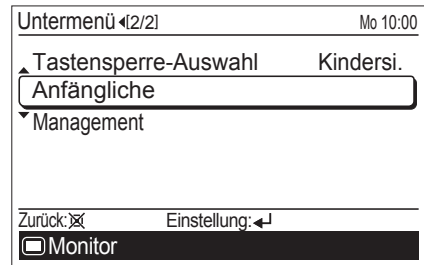 Untermenü ◂[2/2] Mo 10:00
Tastensperre-Auswahl Kindersi.
Anfängliche
Management
Zurück: Einstellung:
Monitor